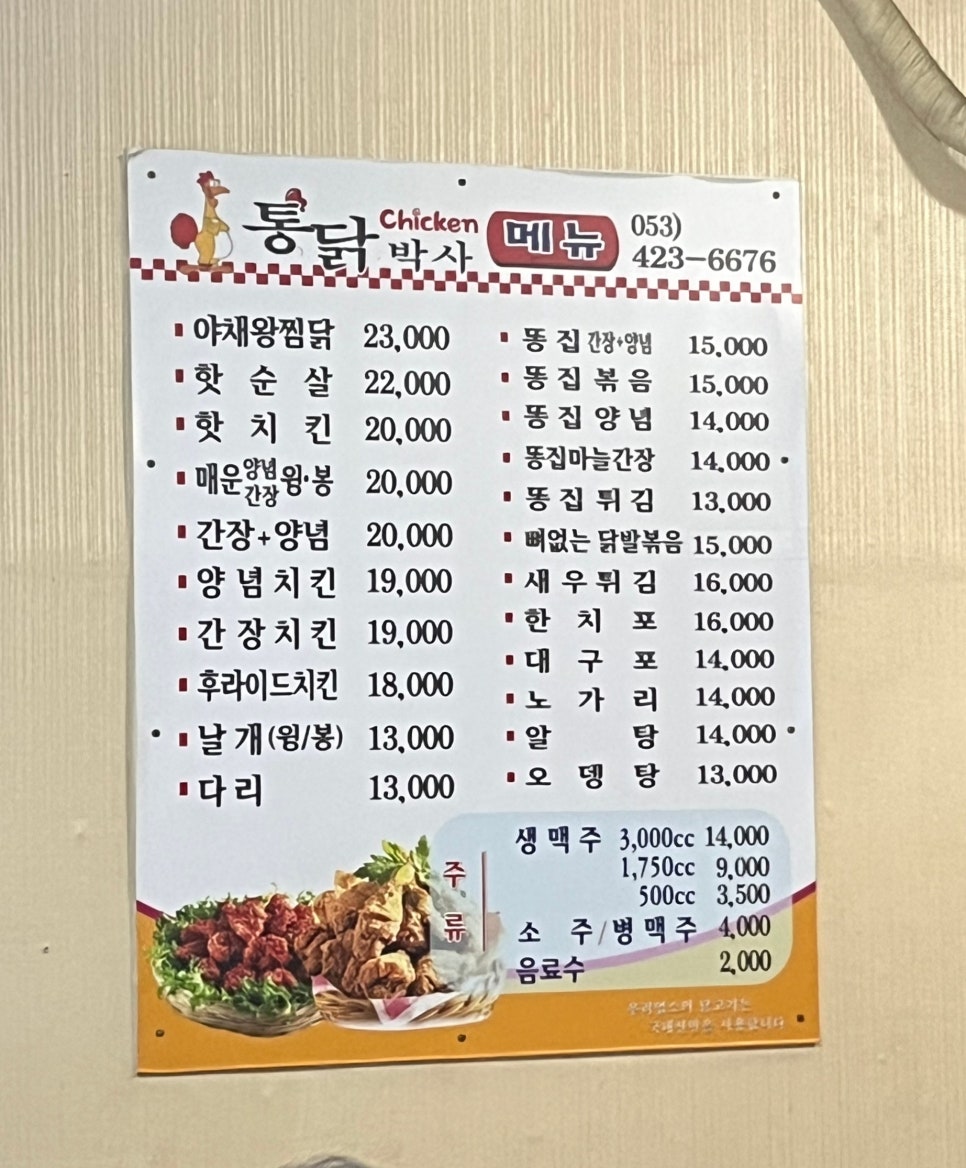 통닭 Chicken 박사 메뉴 053) 423-6676
야채왕찜닭 23,000
핫순살 22,000
핫치킨 20,000
매운 양념 간장 윙·봉 20,000
간장+양념 20,000
양념치킨 19,000
간장치킨 19,000
후라이드치킨 18,000
날개(윙/봉) 13,000
다리 13,000
똥집 간장+양념 15,000
똥집볶음 15,000
똥집양념 14,000
똥집마늘간장 14,000
똥집튀김 13,000
뼈없는 닭발볶음 15,000
새우튀김 16,000
한치포 16,000
대구포 14,000
노가리 14,000
알탕 14,000
오뎅탕 13,000
주류
생맥주 3,000cc 14,000
1,750cc 9,000
500cc 3,500
소주/병맥주 4,000
음료수 2,000
닭고기는